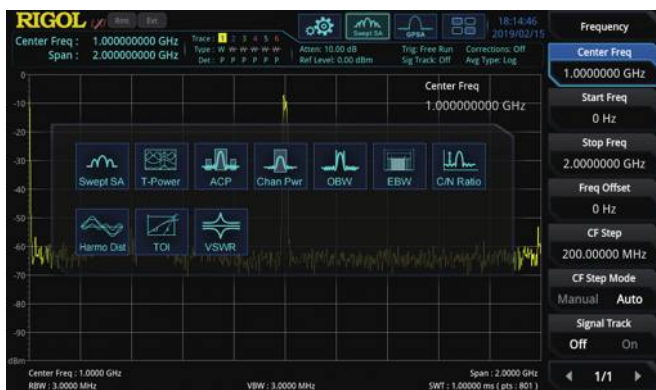 RIGOL Rmt Ext
18:14:46
2019/02/15
Swept SA GPSA
Center Freq : 1.000000000 GHz
Span : 2.000000000 GHz
Trace : 1 2 3 4 5 6
Type : W W W W W W
Det : P P P P P P
Atten: 10.00 dB
Ref Level: 0.00 dBm
Trig: Free Run
Sig Track: Off
Corrections: Off
Avg Type: Log
0
-10
-20
-30
-40
-50
-60
-80
-90
dBm
Center Freq
1.000000000 GHz
Swept SA T-Power ACP Chan Pwr OBW EBW C/N Ratio
Harmo Dist TOI VSWR
Center Freq : 1.0000 GHz
Span : 2.0000 GHz
RBW : 3.0000 MHz VBW : 3.0000 MHz SWT : 1.00000 ms ( pts : 801 )
Frequency
Center Freq
1.0000000 GHz
Start Freq
0 Hz
Stop Freq
2.0000000 GHz
Freq Offset
0 Hz
CF Step
200.00000 MHz
CF Step Mode
Manual Auto
Signal Track
Off On
1/1